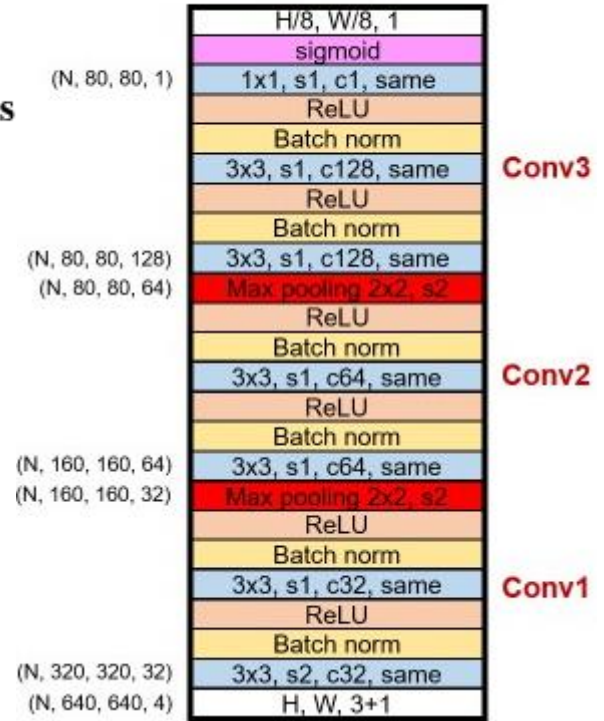 H/8, W/8, 1
sigmoid
(N, 80, 80, 1) 1x1, s1, c1, same
s
ReLU
Batch norm
3x3, s1, c128, same Conv3
ReLU
Batch norm
(N, 80, 80, 128) 3x3, s1, c128, same
(N, 80, 80, 64) Max pooling 2x2, s2
ReLU
Batch norm
3x3, s1, c64, same Conv2
ReLU
Batch norm
(N, 160, 160, 64) 3x3, s1, c64, same
(N, 160, 160, 32) Max pooling 2x2, s2
ReLU
Batch norm
3x3, s1, c32, same Conv1
ReLU
Batch norm
(N, 320, 320, 32) 3x3, s2, c32, same
(N, 640, 640, 4) H, W, 3+1